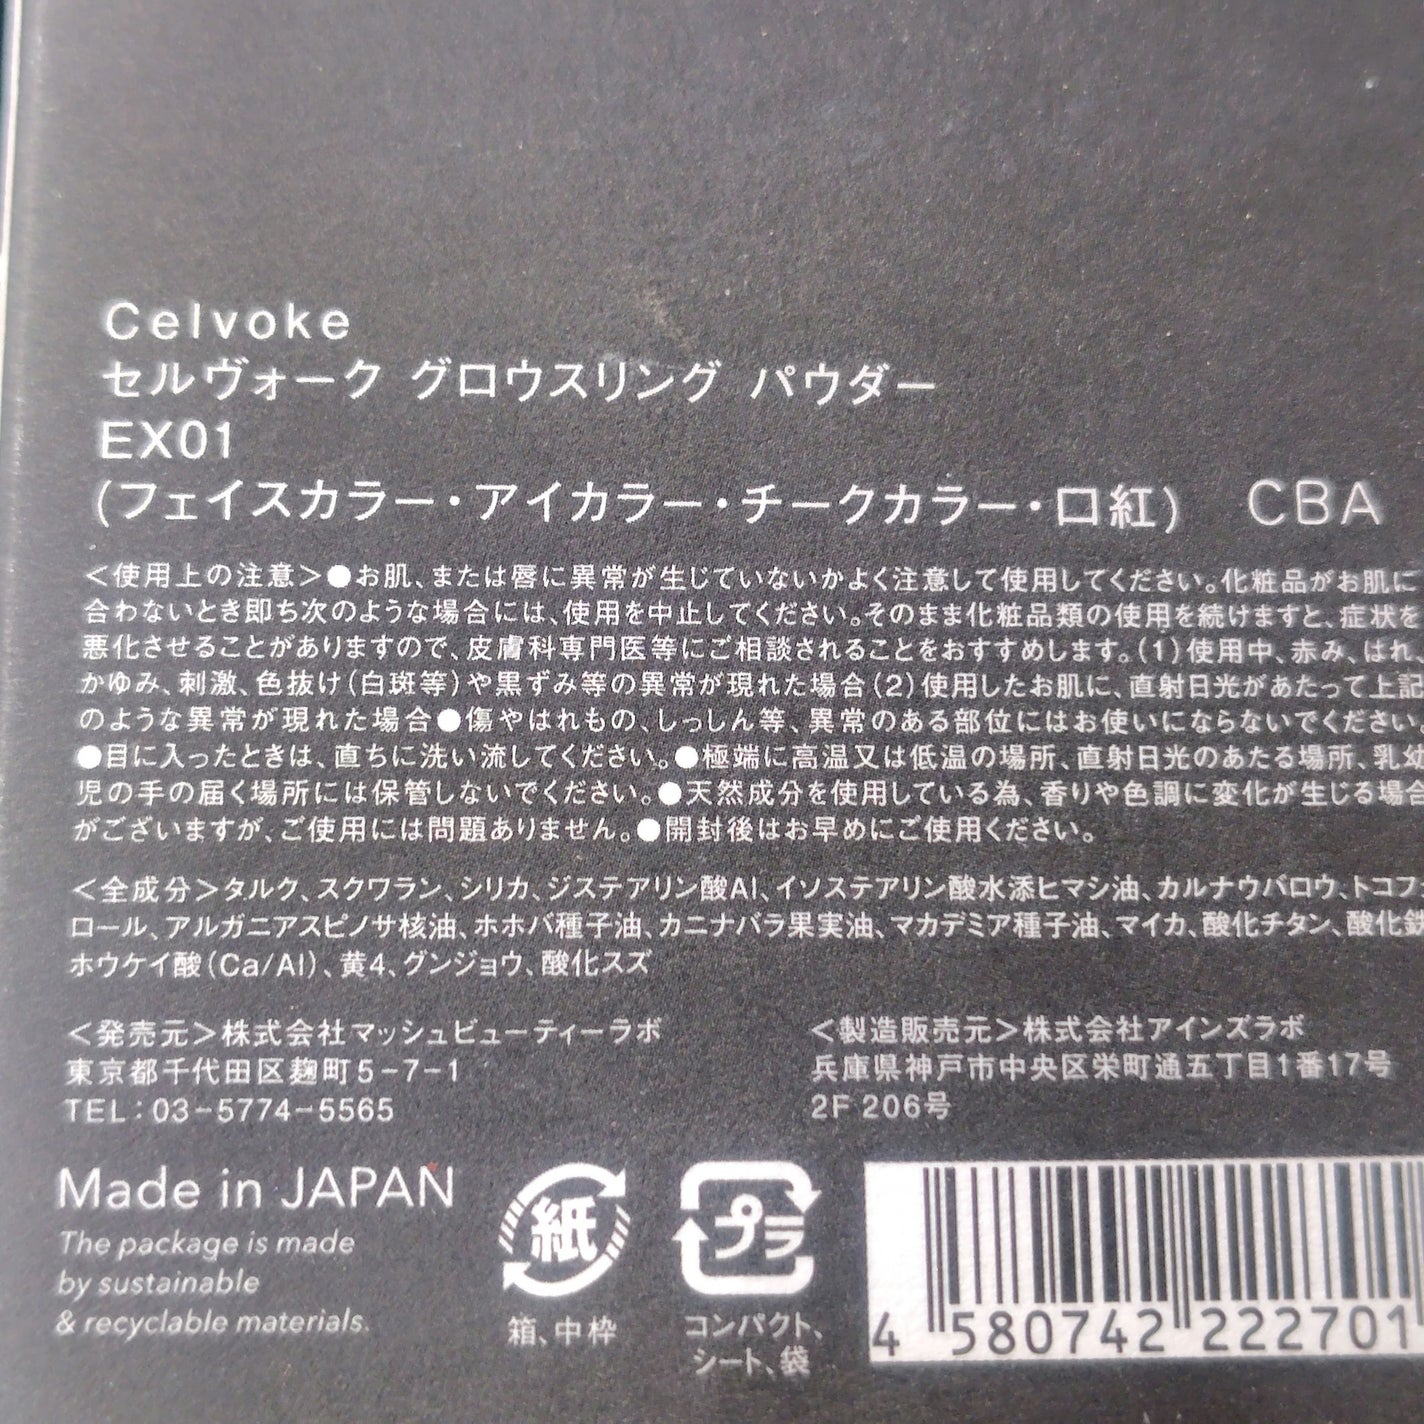 Celvoke
セルヴォーク グロウスリング パウダー
EX01
(フェイスカラー・アイカラー・チークカラー・口紅) CBA
＜使用上の注意＞●お肌、または唇に異常が生じていないかよく注意して使用してください。化粧品がお肌に
合わないとき即ち次のような場合には、使用を中止してください。そのまま化粧品類の使用を続けますと、症状を
悪化させることがありますので、皮膚科専門医等にご相談されることをおすすめします。(1)使用中、赤み、はれ、
かゆみ、刺激、色抜け(白斑等)や黒ずみ等の異常が現れた場合(2)使用したお肌に、直射日光があたって上記
のような異常が現れた場合●傷やはれもの、しっしん等、異常のある部位にはお使いにならないでください。
●目に入ったときは、直ちに洗い流してください。●極端に高温又は低温の場所、直射日光のあたる場所、乳幼
児の手の届く場所には保管しないでください。●天然成分を使用している為、香りや色調に変化が生じる場合
がございますが、ご使用には問題ありません。●開封後はお早めにご使用ください。
＜全成分＞タルク、スクワラン、シリカ、ジステアリン酸Al、イソステアリン酸水添ヒマシ油、カルナウバロウ、トコフェ
ロール、アルガニアスピノサ核油、ホホバ種子油、カニナバラ果実油、マカデミア種子油、マイカ、酸化チタン、酸化鉄、
ホウケイ酸(Ca/Al)、黄4、グンジョウ、酸化スズ
＜発売元＞株式会社マッシュビューティーラボ
東京都千代田区麹町5-7-1
TEL:03-5774-5565
＜製造販売元＞株式会社アインズラボ
兵庫県神戸市中央区栄町通五丁目1番17号
2F 206号
Made in JAPAN
The package is made
by sustainable
& recyclable materials.
紙
箱、中枠
プラ
コンパクト、
シート、袋
4 580742 222701